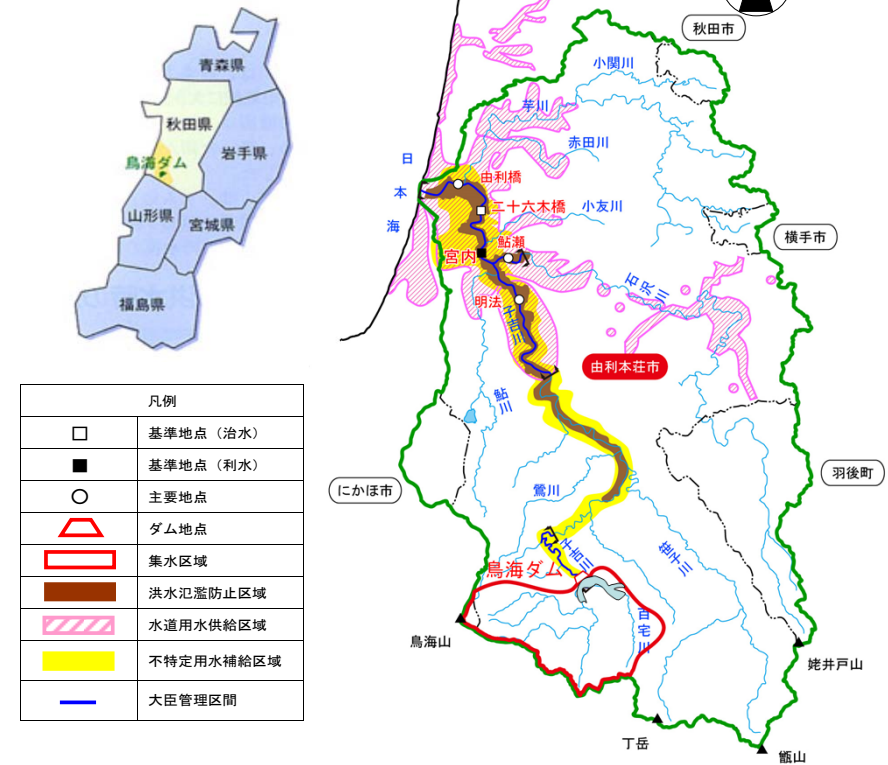 青森県
秋田県
岩手県
鳥海ダム
山形県
宮城県
福島県
凡例
基準地点（治水）
基準地点（利水）
主要地点
ダム地点
集水区域
洪水氾濫防止区域
水道用水供給区域
不特定用水補給区域
大臣管理区間
秋田市
小関川
芋川
赤田川
日本海
由利橋
二十六木橋
小友川
鮎瀬
横手市
宮内
石沢川
明法
子吉川
由利本荘市
鮎川
にかほ市
羽後町
鶯川
子吉川
笹子川
鳥海ダム
百宅川
鳥海山
姥井戸山
丁岳
甑山